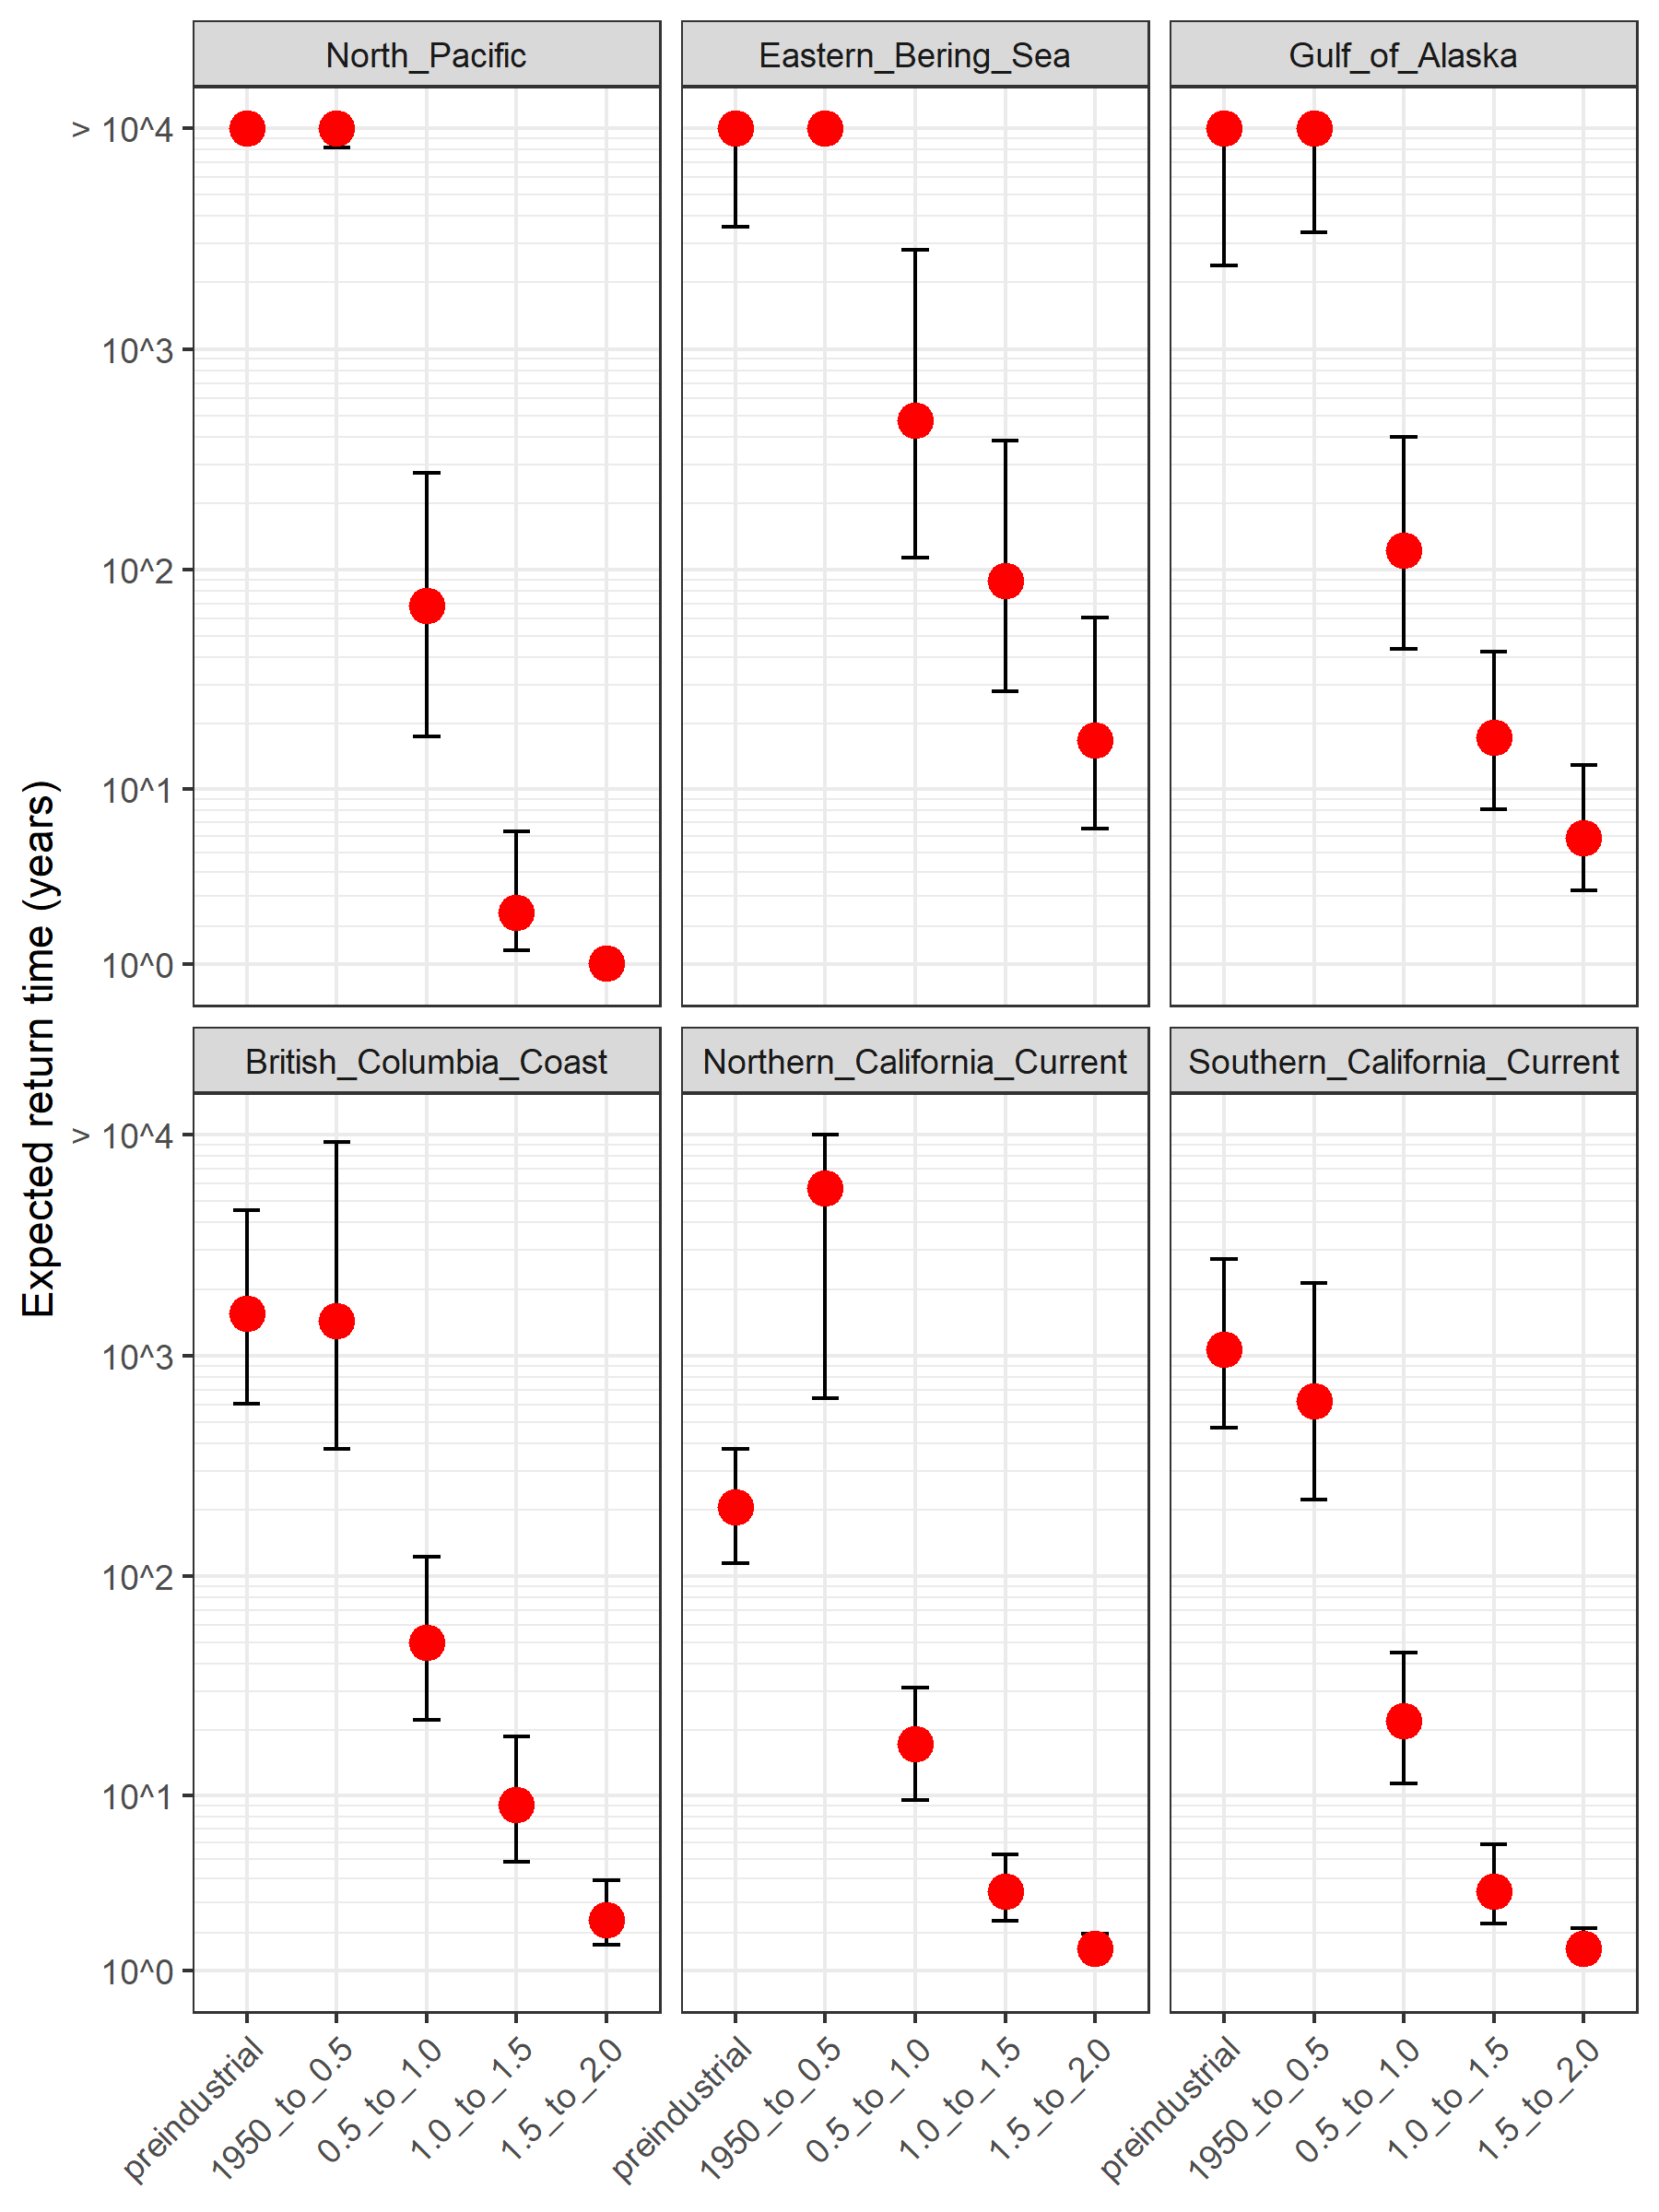 North_Pacific
Eastern_Bering_Sea
Gulf_of_Alaska
> 10^4
10^3
10^2
10^1
10^0
British_Columbia_Coast
Northern_California_Current
Southern_California_Current
> 10^4
10^3
10^2
10^1
10^0
Expected return time (years)
preindustrial
1950_to_0.5
0.5_to_1.0
1.0_to_1.5
1.5_to_2.0
preindustrial
1950_to_0.5
0.5_to_1.0
1.0_to_1.5
1.5_to_2.0
preindustrial
1950_to_0.5
0.5_to_1.0
1.0_to_1.5
1.5_to_2.0